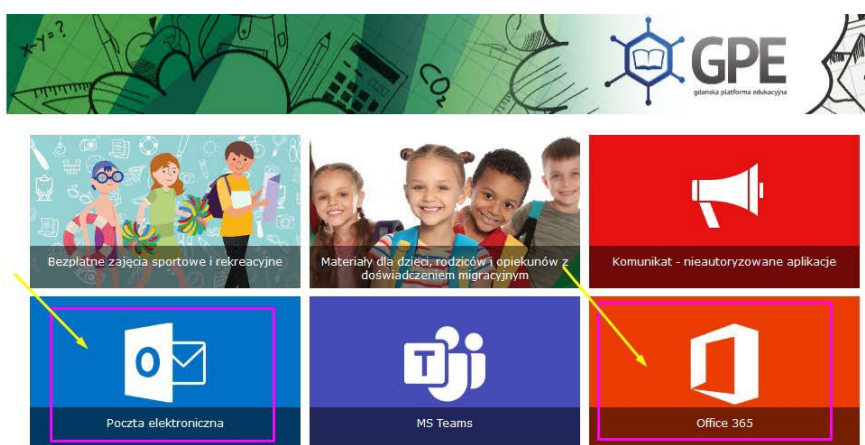 x-y=?
CO2
GPE
gdańska platforma edukacyjna
Bezpłatne zajęcia sportowe i rekreacyjne
Materiały dla dzieci, rodziców i opiekunów z
doświadczeniem migracyjnym
Komunikat - nieautoryzowane aplikacje
O
T
Poczta elektroniczna
MS Teams
Office 365